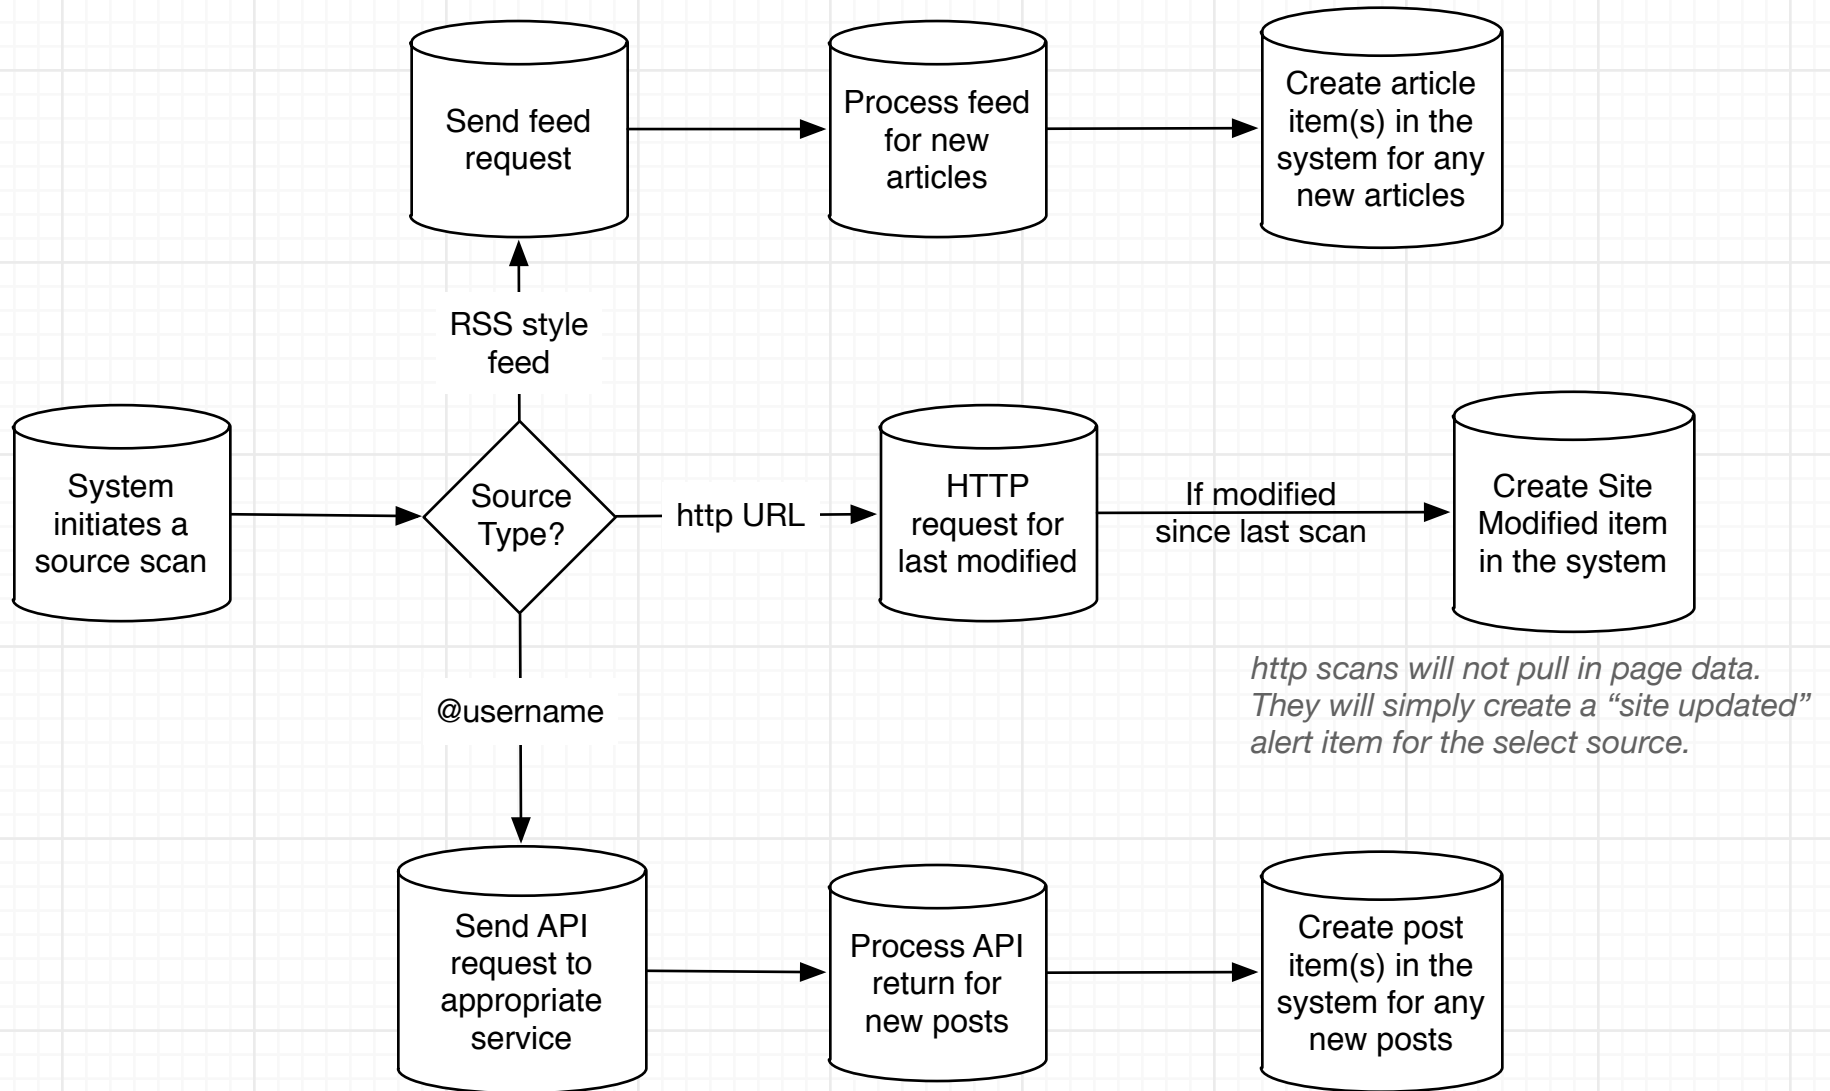 Send feed
request
Process feed
for new
articles
Create article
item(s) in the
system for any
new articles
RSS style
feed
System
initiates a
source scan
Source
Type?
http URL
HTTP
request for
last modified
If modified
since last scan
Create Site
Modified item
in the system
http scans will not pull in page data.
They will simply create a “site updated”
alert item for the select source.
@username
Send API
request to
appropriate
service
Process API
return for
new posts
Create post
item(s) in the
system for any
new posts